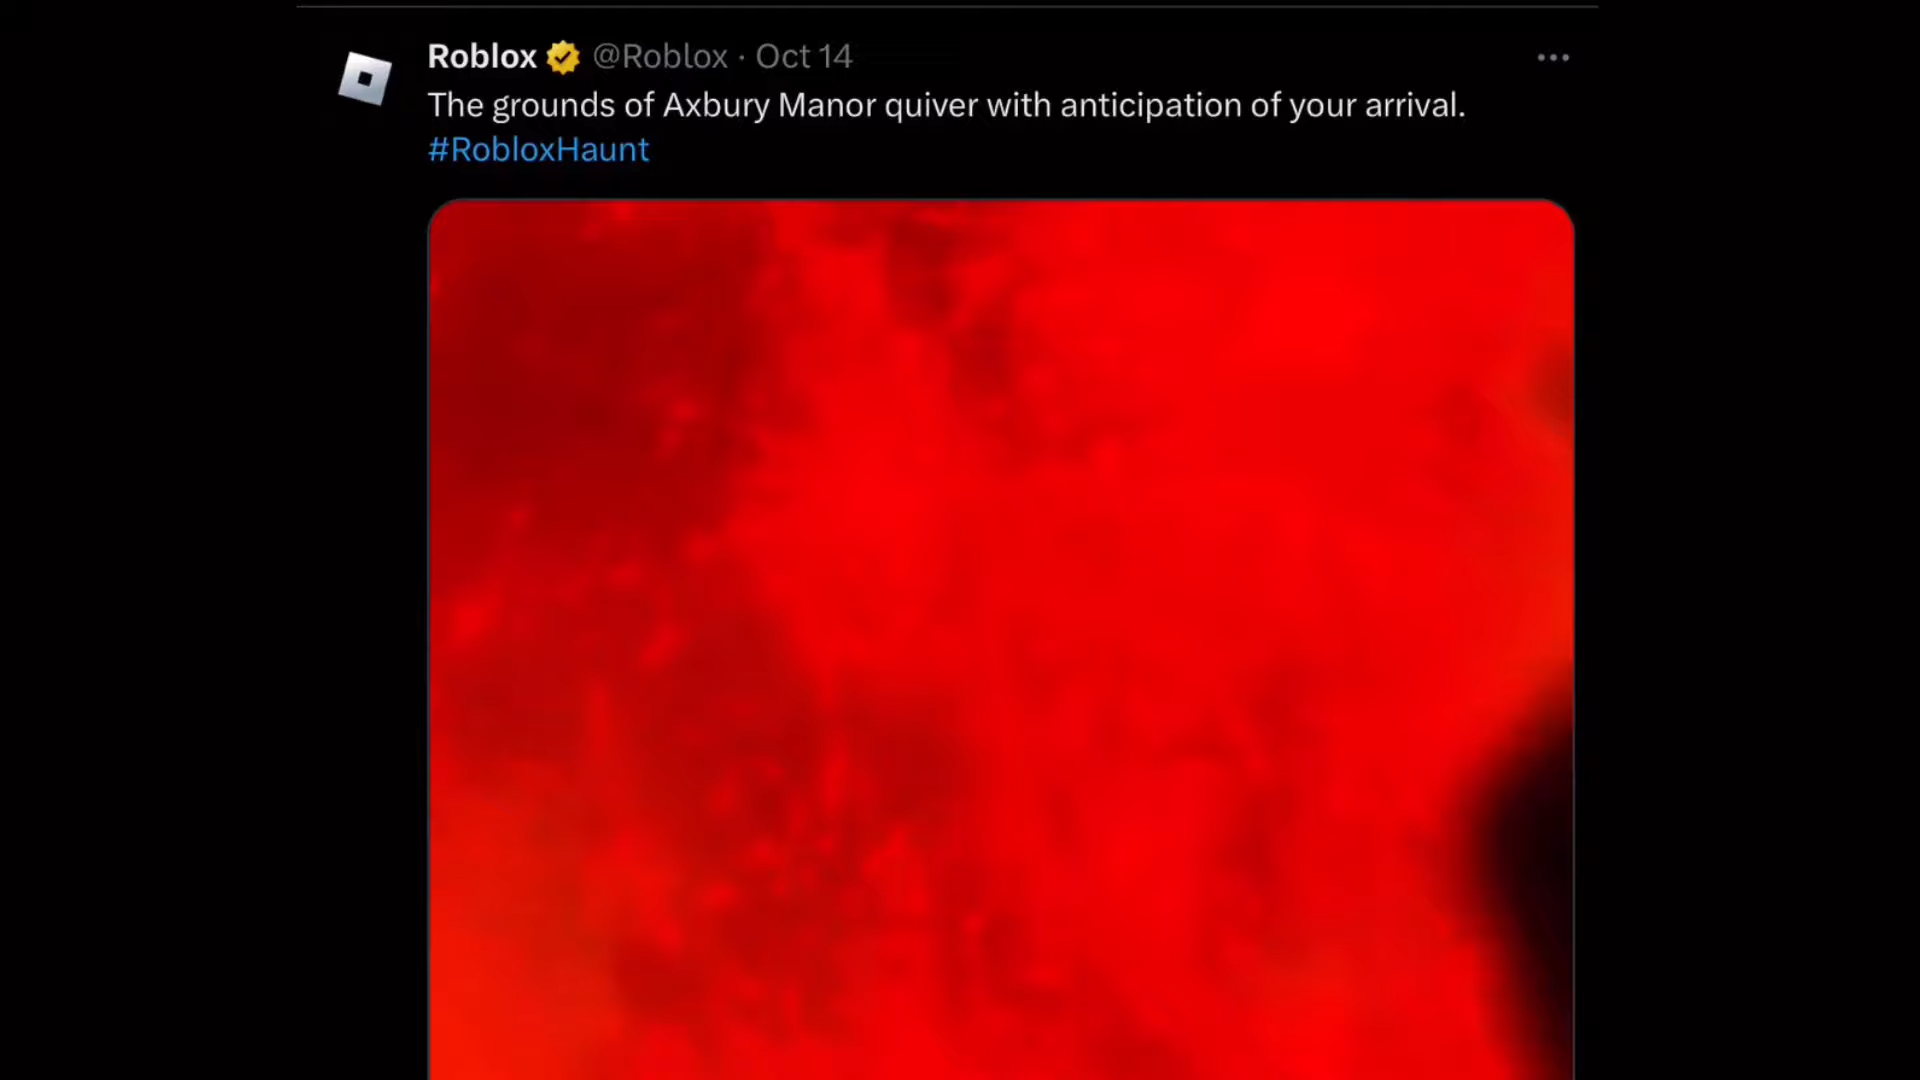 Roblox @Roblox · Oct 14
The grounds of Axbury Manor quiver with anticipation of your arrival.
#RobloxHaunt